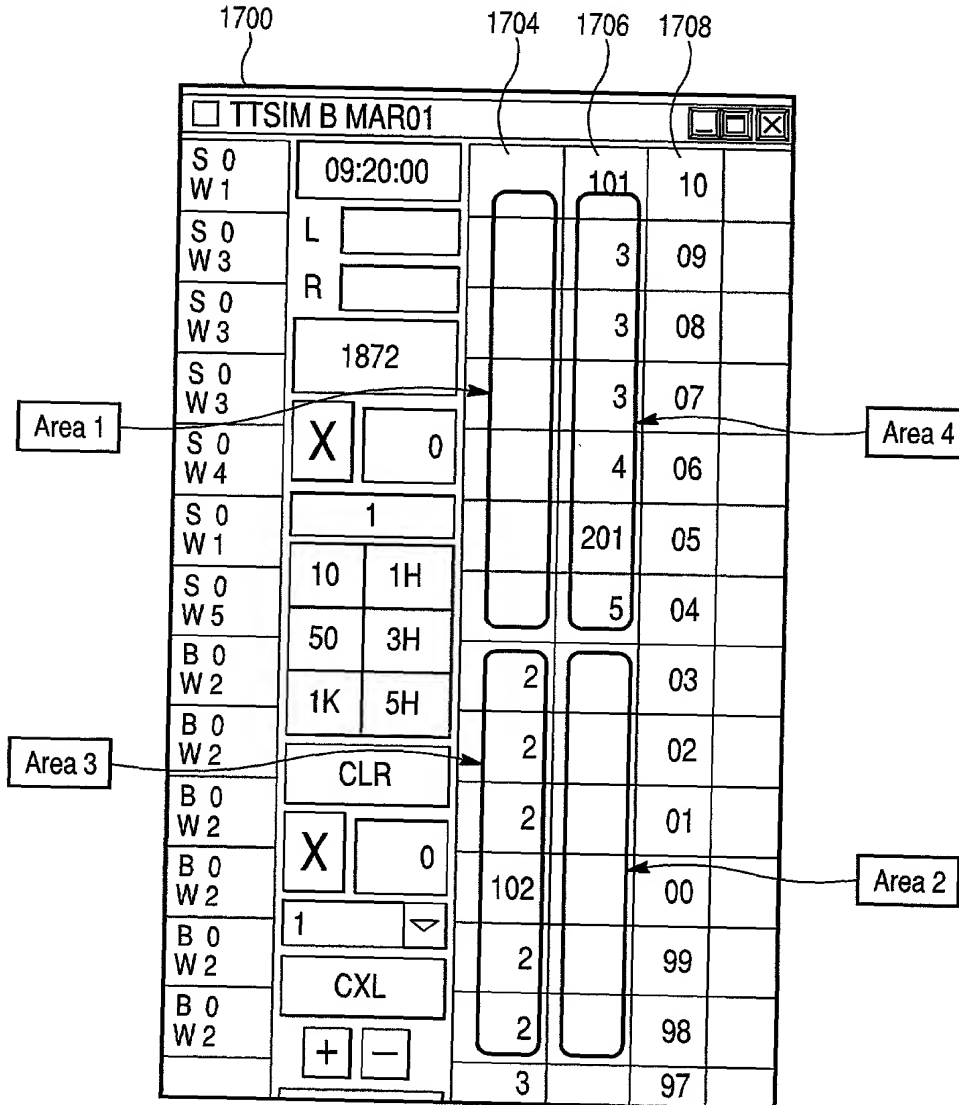 1700 1704 1706 1708
TTSIM B MAR01
S 0
W 1
S 0
W 3
S 0
W 3
S 0
W 3
S 0
W 4
S 0
W 1
S 0
W 5
B 0
W 2
B 0
W 2
B 0
W 2
B 0
W 2
B 0
W 2
B 0
W 2
09:20:00
L
R
1872
X 0
1
10 1H
50 3H
1K 5H
CLR
X 0
1
CXL
+ −
101 10
3 09
3 08
3 07
4 06
201 05
5 04
2 03
2 02
2 01
102 00
2 99
2 98
3 97
Area 1
Area 4
Area 3
Area 2